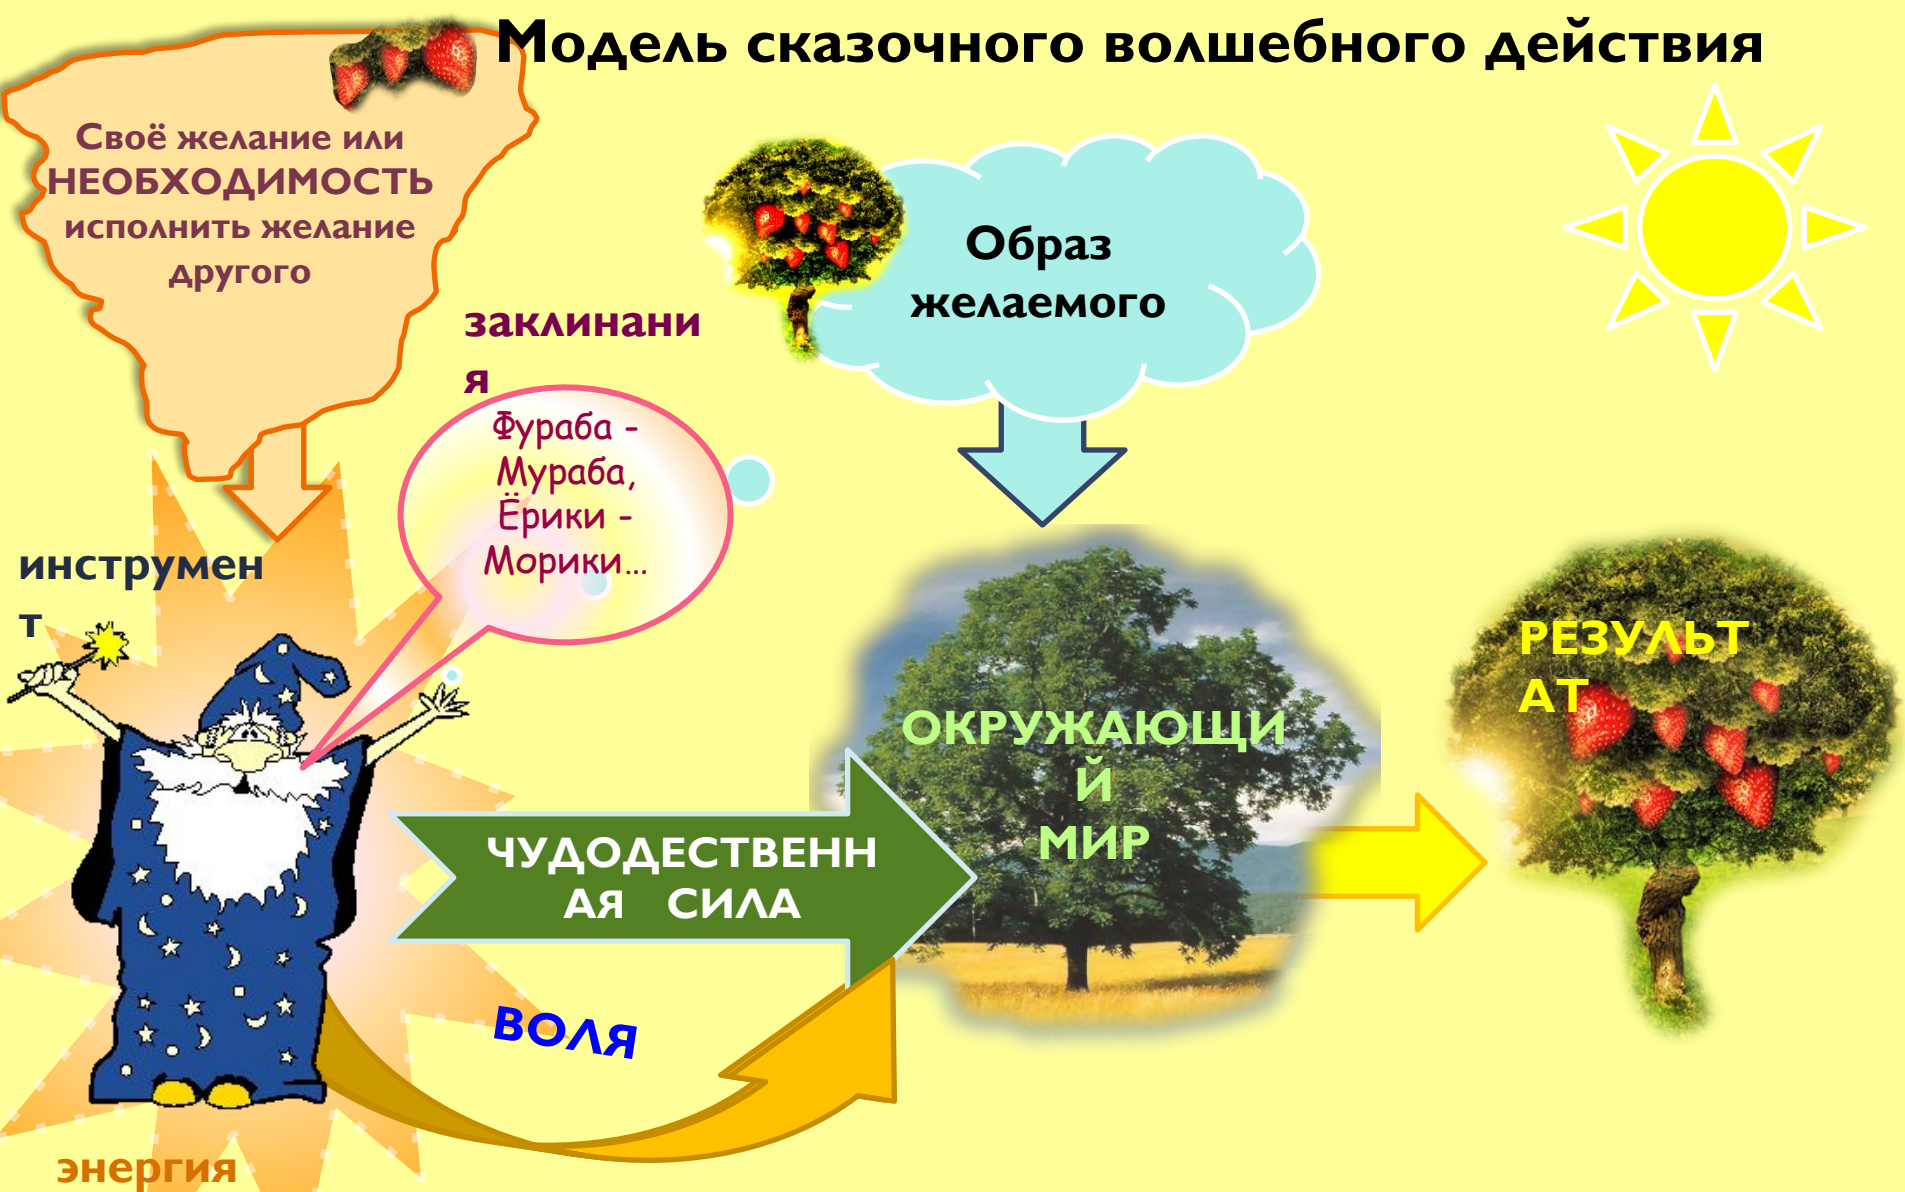 Модель сказочного волшебного действия
Своё желание или
НЕОБХОДИМОСТЬ
исполнить желание
другого
Образ
желаемого
заклинани
я
Фураба -
Мураба,
Ёрики -
Морики...
инструмен
т
РЕЗУЛЬТ
АТ
ОКРУЖАЮЩИ
Й
МИР
ЧУДОДЕСТВЕНН
АЯ СИЛА
ВОЛЯ
энергия